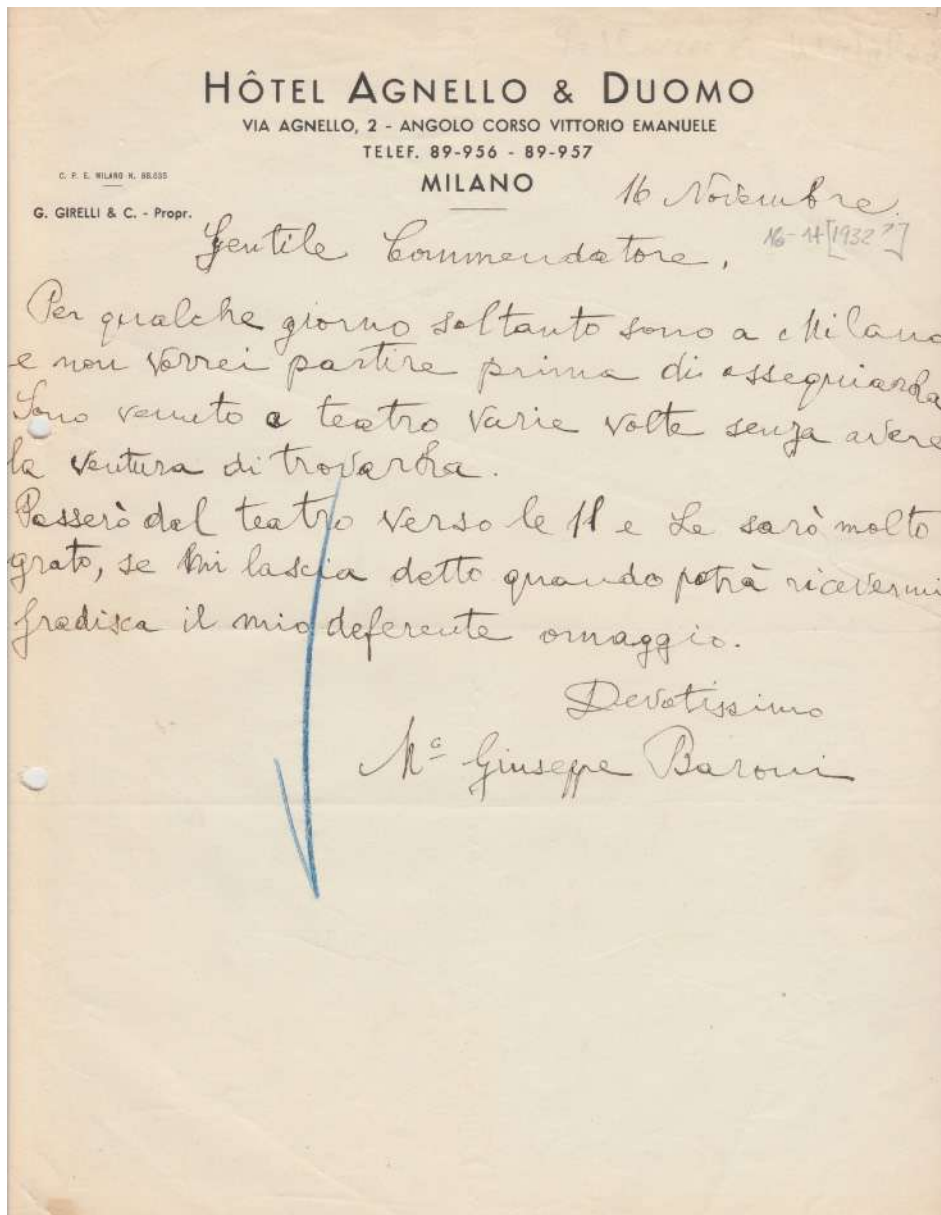 HÔTEL AGNELLO & DUOMO
VIA AGNELLO, 2 - ANGOLO CORSO VITTORIO EMANUELE
TELEF. 89-956 - 89-957
MILANO
C. P. E. MILANO N.
G. GIRELLI & C. - Propr.
16 Novembre
16-11 [1932?]
Gentile Commendatore,
Per qualche giorno soltanto sono a Milano
e non vorrei partire prima di ossequiarla
Sono venuto a teatro varie volte senza avere
la ventura di trovarla.
Passerò dal teatro verso le 11 e Le sarò molto
grato, se mi lascia detto quando potrà ricevermi
Gradisca il mio deferente omaggio.
Devotissimo
Mº Giuseppe Baroni